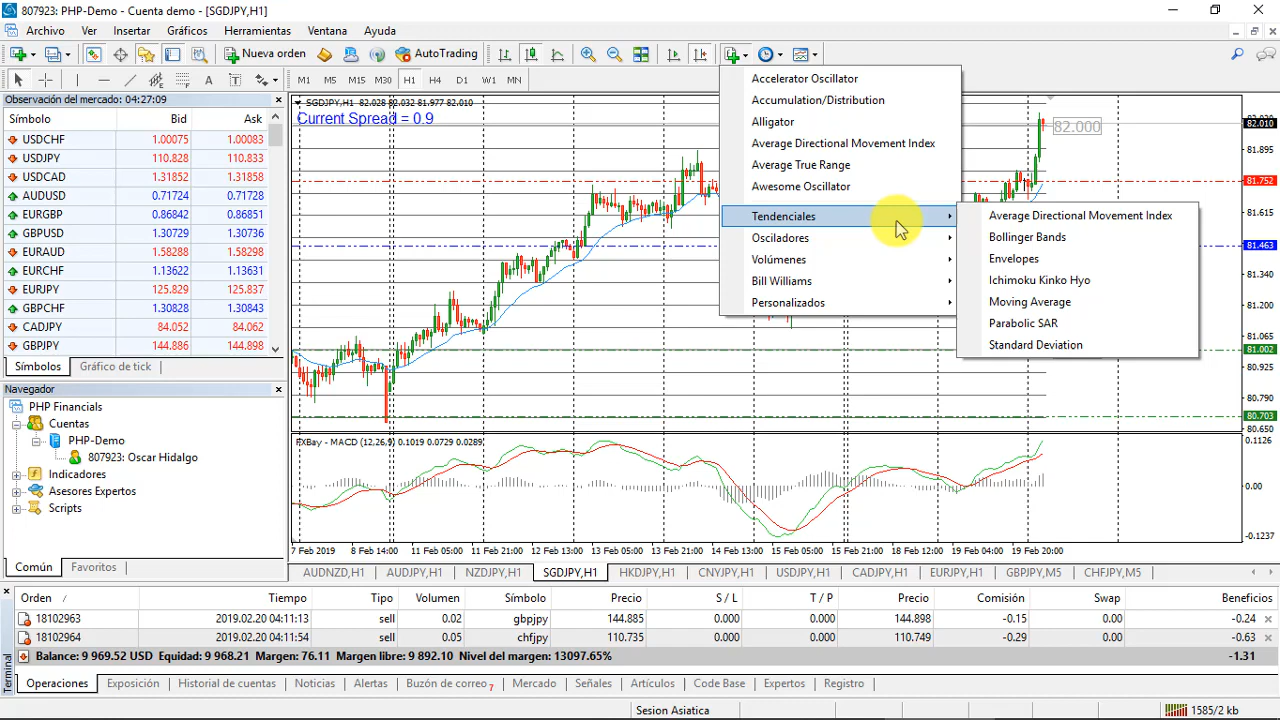 807923: PHP-Demo - Cuenta demo - [SGDJPY,H1]
Archivo Ver Insertar Gráficos Herramientas Ventana Ayuda
Nueva orden AutoTrading
A T M1 M5 M15 M30 H1 H4 D1 W1 MN
Observación del mercado: 04:27:09
Símbolo Bid Ask
USDCHF 1.00075 1.00083
USDJPY 110.828 110.833
USDCAD 1.31852 1.31858
AUDUSD 0.71724 0.71728
EURGBP 0.86842 0.86851
GBPUSD 1.30720 1.30729
EURAUD 1.58288 1.58298
EURCHF 1.13622 1.13631
EURJPY 125.829 125.837
GBPCHF 1.30828 1.30843
CADJPY 84.052 84.062
GBPJPY 144.886 144.898
Símbolos Gráfico de tick
Navegador
PHP Financials
Cuentas
PHP-Demo
807923: Oscar Hidalgo
Indicadores
Asesores Expertos
Scripts
Común Favoritos
SGDJPY,H1 82.028 82.032 81.977 82.010
Current Spread = 0.9
Accelerator Oscillator
Accumulation/Distribution
Alligator
Average Directional Movement Index
Average True Range
Awesome Oscillator
Tendenciales
Osciladores
Volúmenes
Bill Williams
Personalizados
Average Directional Movement Index
Bollinger Bands
Envelopes
Ichimoku Kinko Hyo
Moving Average
Parabolic SAR
Standard Deviation
82.000
82.010
81.895
81.752
81.615
81.463
81.340
81.200
81.065
81.002
80.925
80.790
80.703
80.650
FXBay - MACD (12,26,9) 0.1019 0.0729 0.0289
0.1126
0.00
-0.1237
7 Feb 2019 8 Feb 14:00 11 Feb 05:00 11 Feb 21:00 12 Feb 13:00 13 Feb 05:00 13 Feb 21:00 14 Feb 13:00 15 Feb 05:00 15 Feb 21:00 18 Feb 12:00 19 Feb 04:00 19 Feb 20:00
AUDNZD,H1 AUDJPY,H1 NZDJPY,H1 SGDJPY,H1 HKDJPY,H1 CNYJPY,H1 USDJPY,H1 CADJPY,H1 EURJPY,H1 GBPJPY,M5 CHFJPY,M5
Orden / Tiempo Tipo Volumen Símbolo Precio S / L T / P Precio Comisión Swap Beneficios
18102963 2019.02.20 04:11:13 sell 0.02 gbpjpy 144.885 0.000 0.000 144.898 -0.15 0.00 -0.24
18102964 2019.02.20 04:11:54 sell 0.05 chfjpy 110.735 0.000 0.000 110.749 -0.29 0.00 -0.63
Balance: 9 969.52 USD Equidad: 9 968.21 Margen: 76.11 Margen libre: 9 892.10 Nivel del margen: 13097.65% -1.31
Terminal
Operaciones Exposición Historial de cuentas Noticias Alertas Buzón de correo 7 Mercado Señales Artículos Code Base Expertos Registro
Sesion Asiatica 1585/2 kb